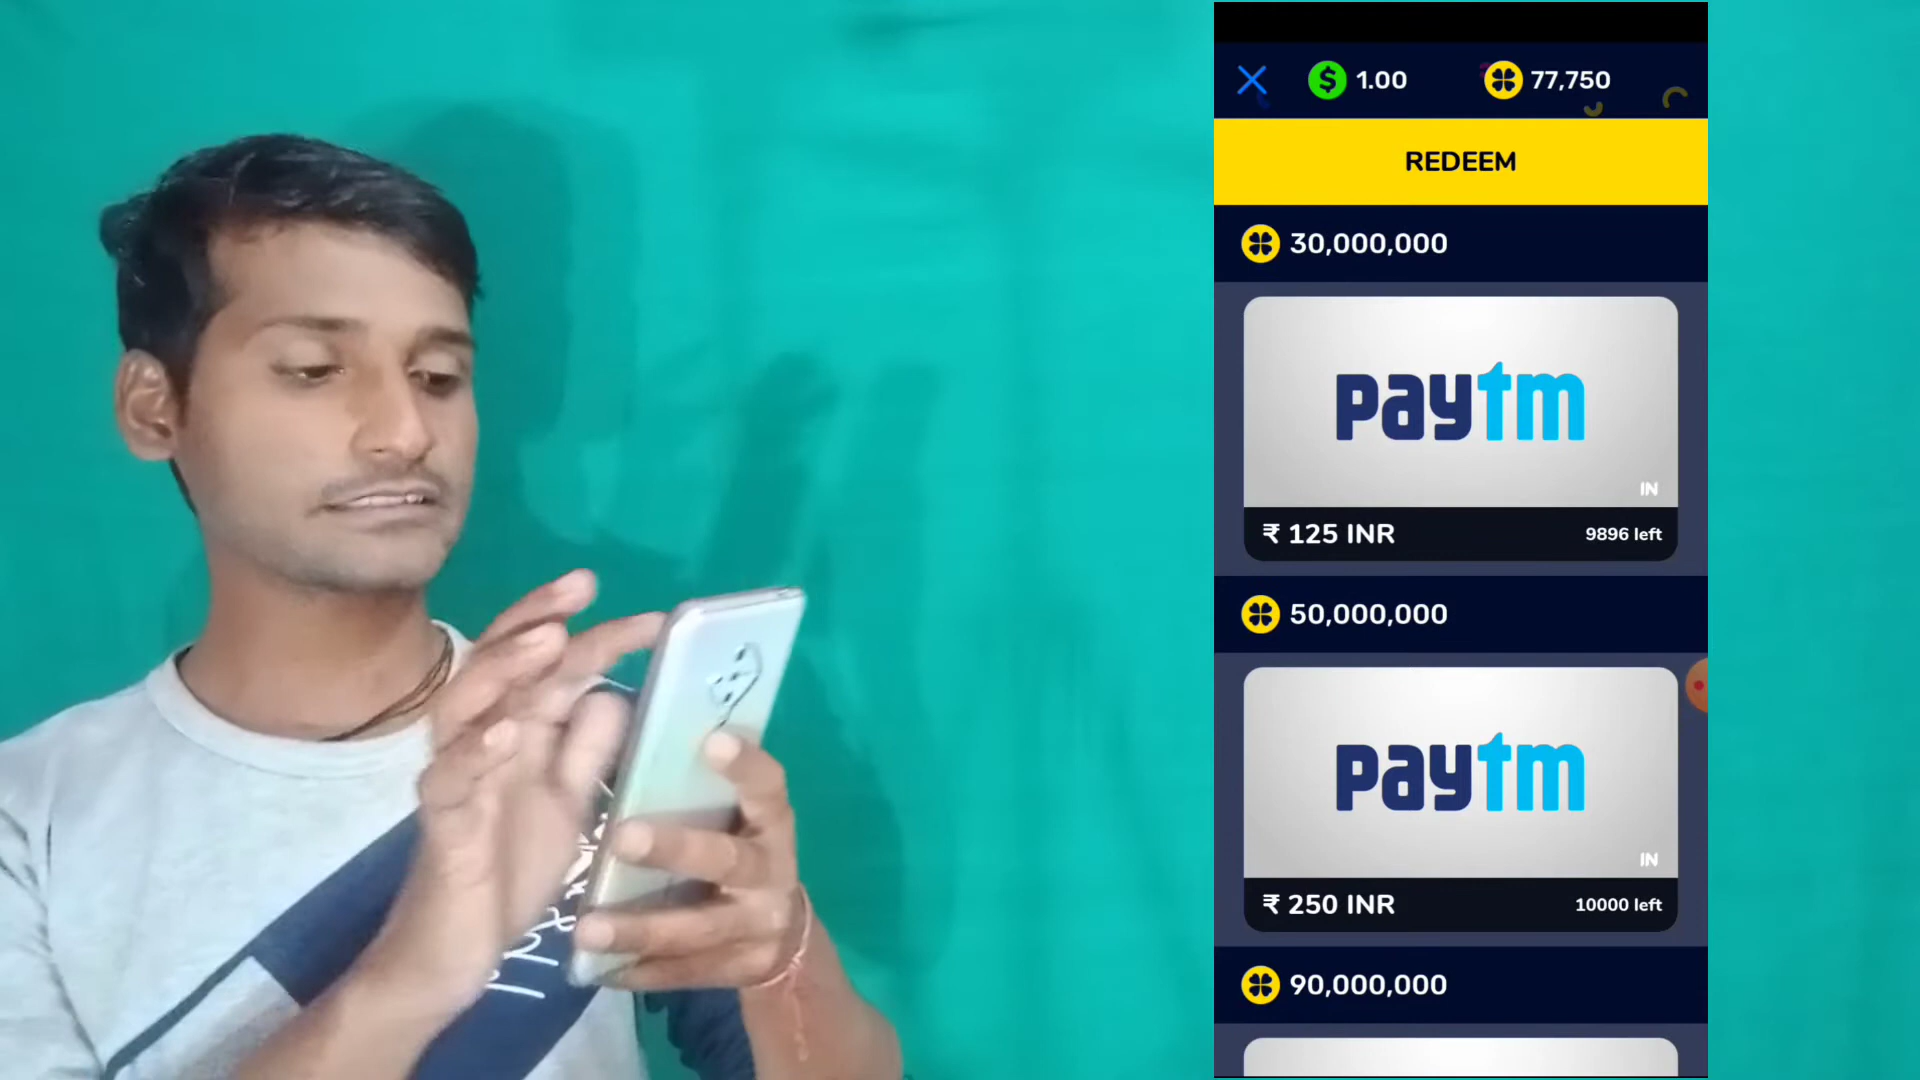 1.00 77,750
REDEEM
30,000,000
paytm
IN
₹ 125 INR 9896 left
50,000,000
paytm
IN
₹ 250 INR 10000 left
90,000,000